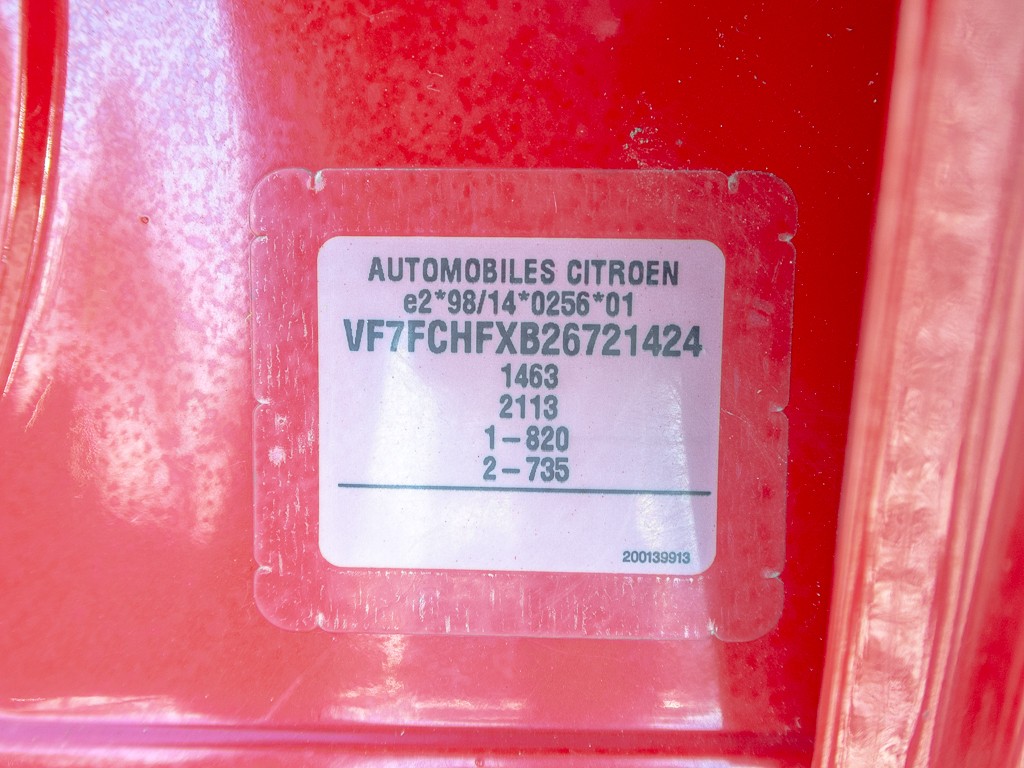 AUTOMOBILES CITROEN
e2*98/14*0256*01
VF7FCHFXB26721424
1463
2113
1-820
2-735
200139913